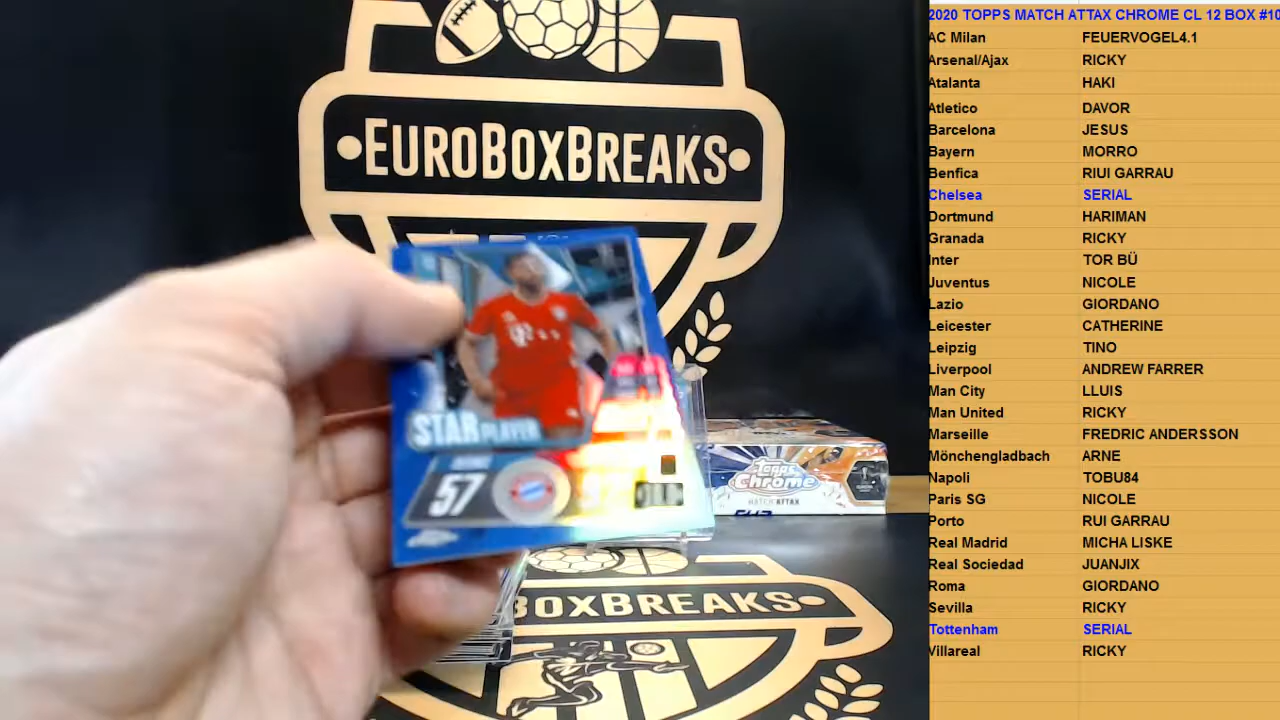 EUROBOXBREAKS
STAR PLAYER
57
Topps
Chrome
MATCH ATTAX
BOXBREAKS
2020 TOPPS MATCH ATTAX CHROME CL 12 BOX #10
AC Milan FEUERVOGEL4.1
Arsenal/Ajax RICKY
Atalanta HAKI
Atletico DAVOR
Barcelona JESUS
Bayern MORRO
Benfica RIUI GARRAU
Chelsea SERIAL
Dortmund HARIMAN
Granada RICKY
Inter TOR BÜ
Juventus NICOLE
Lazio GIORDANO
Leicester CATHERINE
Leipzig TINO
Liverpool ANDREW FARRER
Man City LLUIS
Man United RICKY
Marseille FREDRIC ANDERSSON
Mönchengladbach ARNE
Napoli TOBU84
Paris SG NICOLE
Porto RUI GARRAU
Real Madrid MICHA LISKE
Real Sociedad JUANJIX
Roma GIORDANO
Sevilla RICKY
Tottenham SERIAL
Villareal RICKY